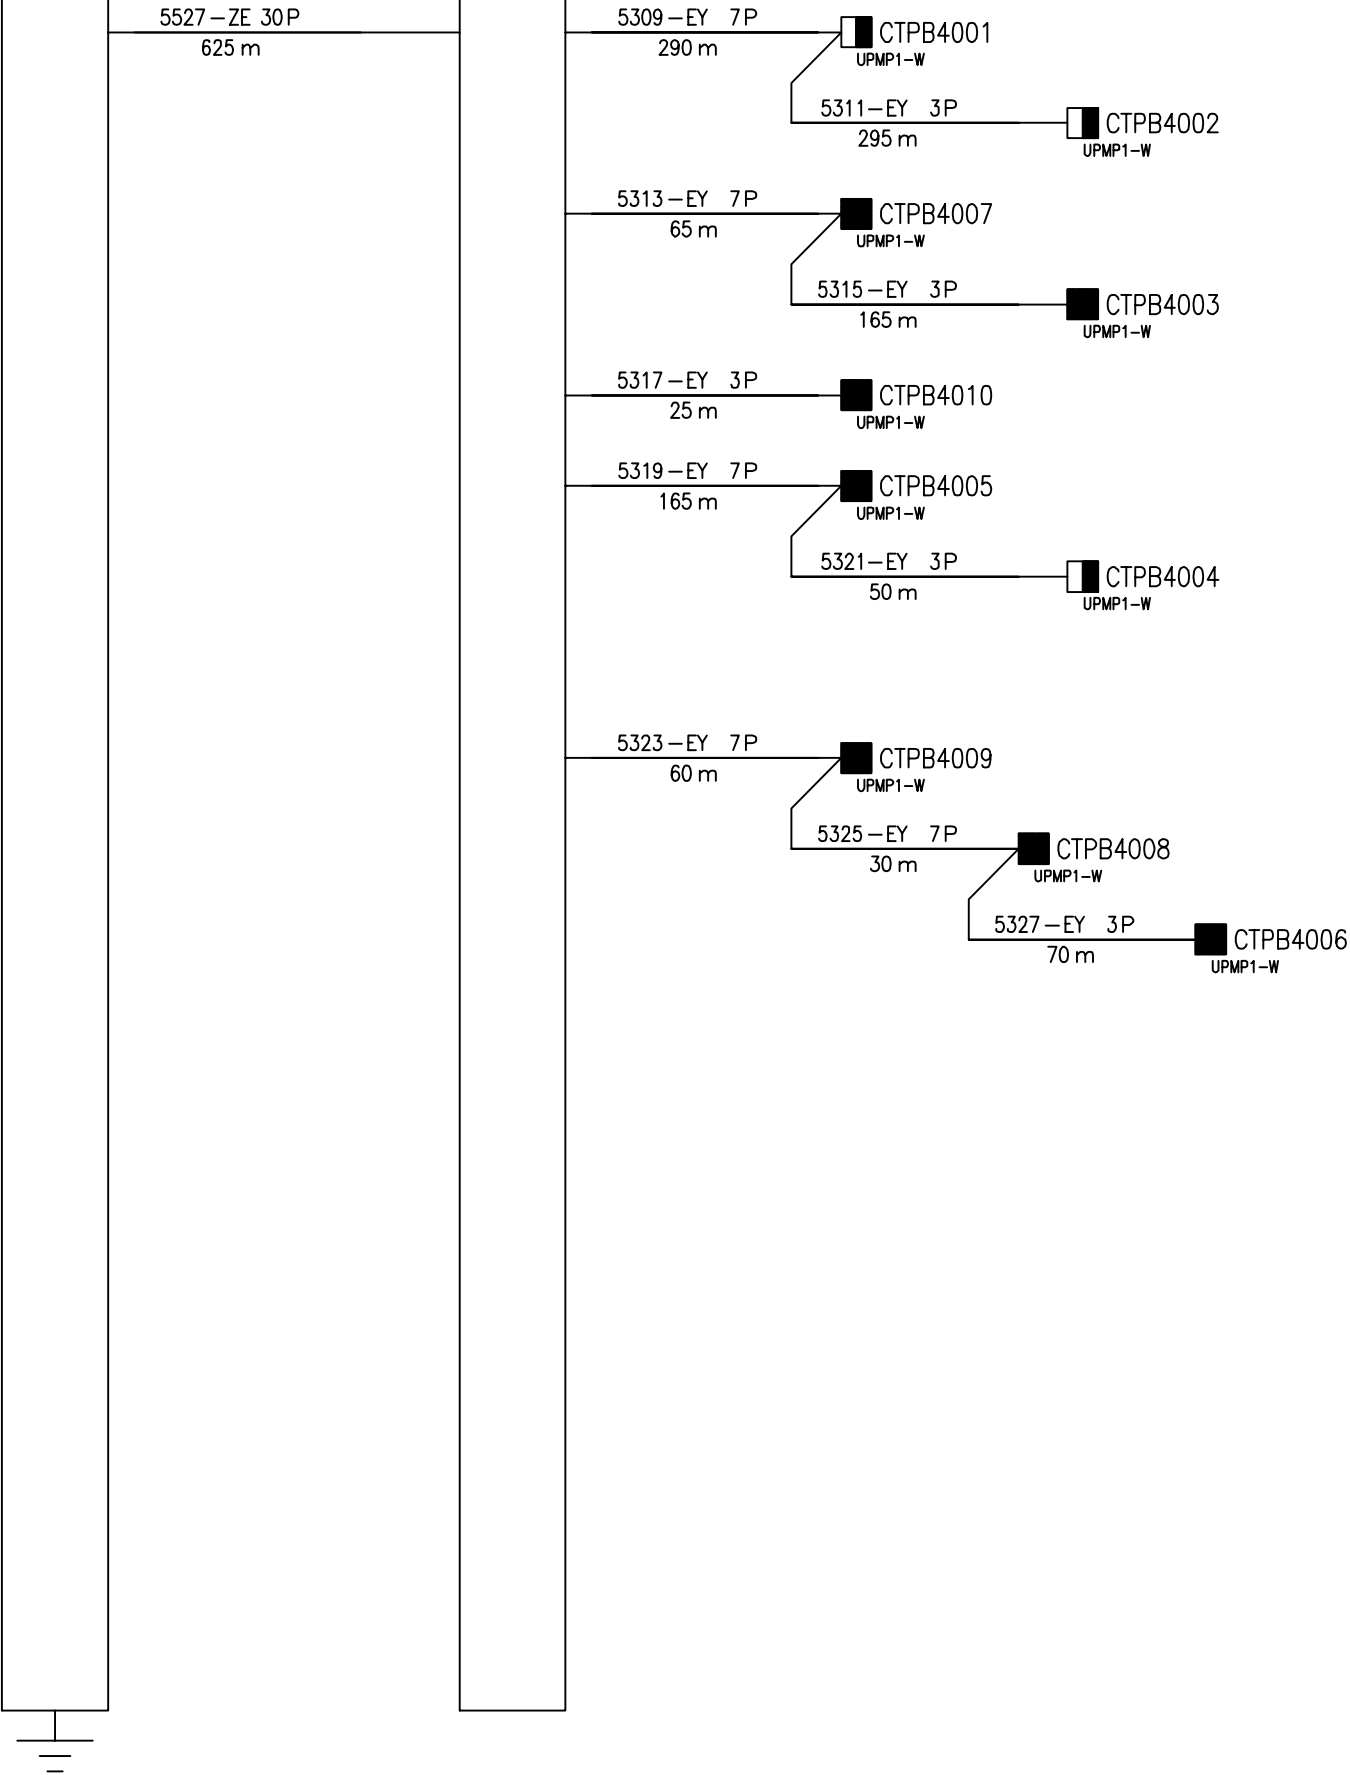 5527-ZE 30P
625 m
5309-EY 7P
290 m
CTPB4001
UPMP1-W
5311-EY 3P
295 m
CTPB4002
UPMP1-W
5313-EY 7P
65 m
CTPB4007
UPMP1-W
5315-EY 3P
165 m
CTPB4003
UPMP1-W
5317-EY 3P
25 m
CTPB4010
UPMP1-W
5319-EY 7P
165 m
CTPB4005
UPMP1-W
5321-EY 3P
50 m
CTPB4004
UPMP1-W
5323-EY 7P
60 m
CTPB4009
UPMP1-W
5325-EY 7P
30 m
CTPB4008
UPMP1-W
5327-EY 3P
70 m
CTPB4006
UPMP1-W